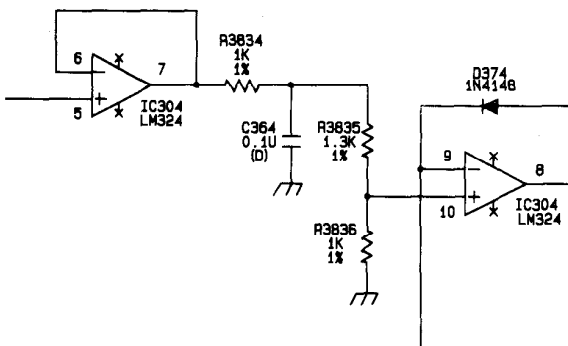 6
7
5
IC304
LM324
R3834
1K
1%
C364
0.1U
(D)
R3835
1.3K
1%
R3836
1K
1%
D374
1N4148
9
8
10
IC304
LM324